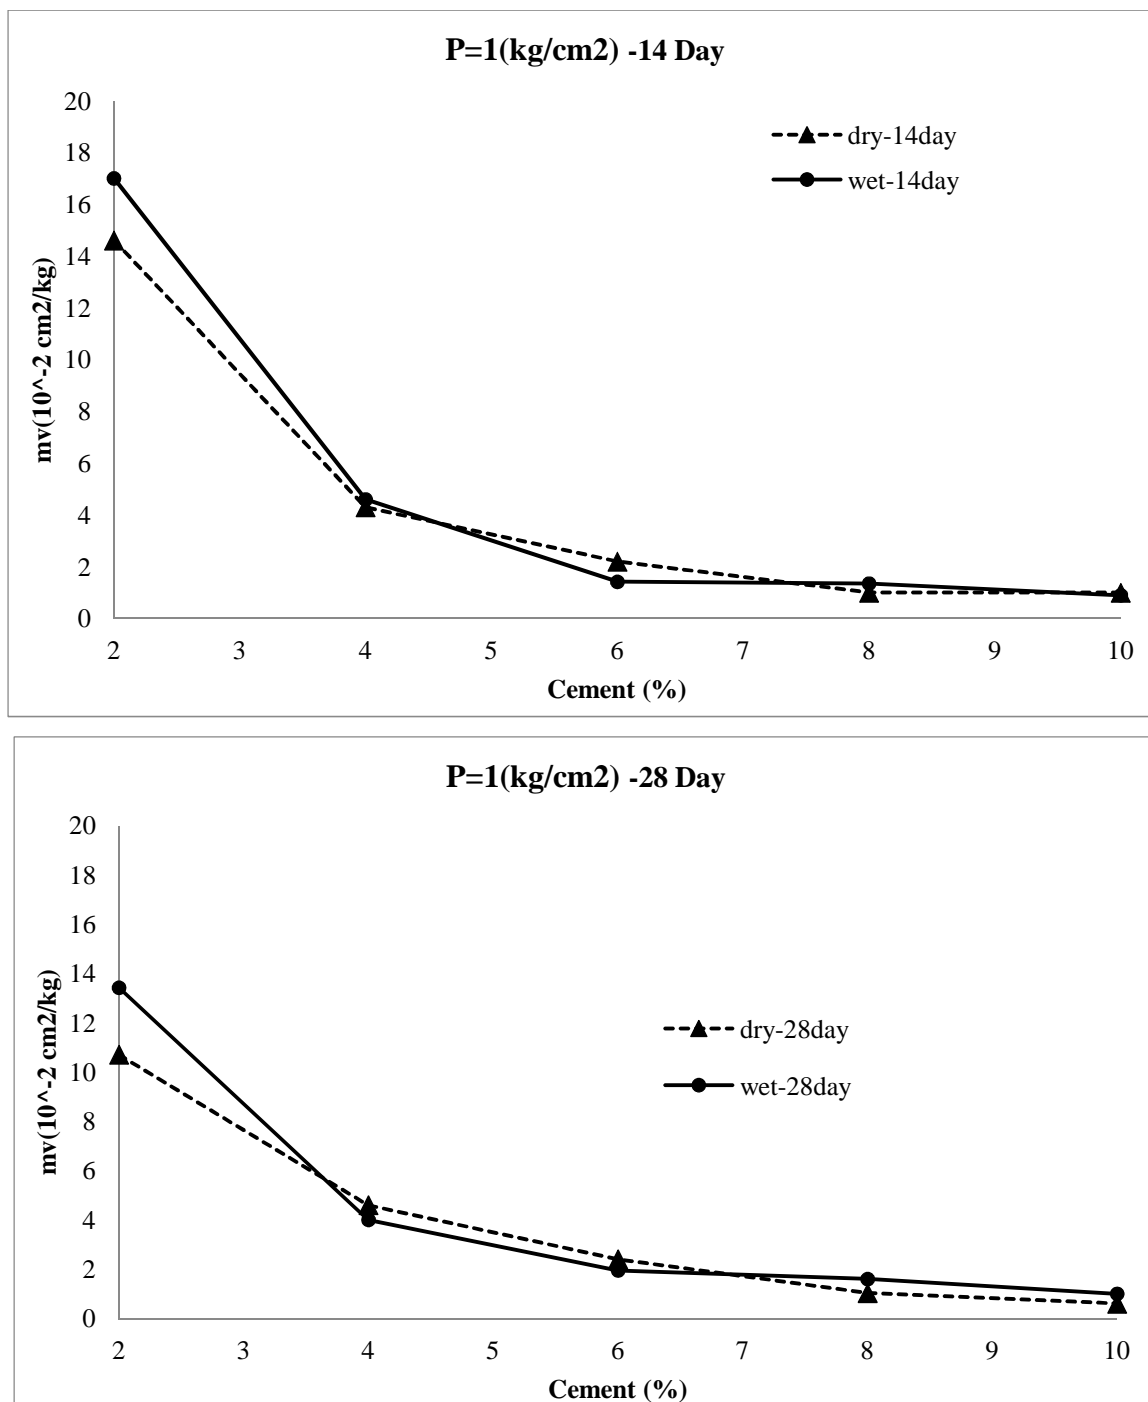 P=1(kg/cm2) -14 Day
20
18
16
14
12
10
8
6
4
2
0
mv(10^-2 cm2/kg)
dry-14day
wet-14day
2 3 4 5 6 7 8 9 10
Cement (%)
P=1(kg/cm2) -28 Day
20
18
16
14
12
10
8
6
4
2
0
mv(10^-2 cm2/kg)
dry-28day
wet-28day
2 3 4 5 6 7 8 9 10
Cement (%)